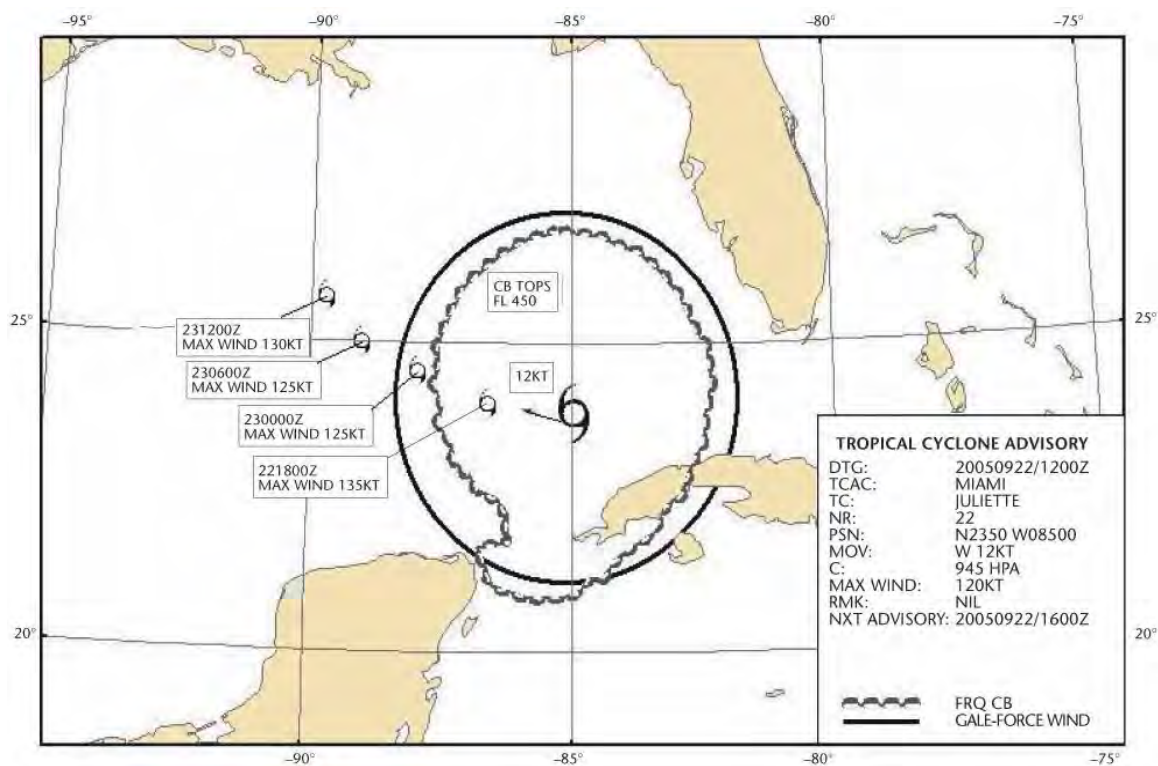 –95° –90° –85° –80° –75°
CB TOPS
FL 450
25° 25°
231200Z
MAX WIND 130KT
230600Z
MAX WIND 125KT
12KT
230000Z
MAX WIND 125KT
221800Z
MAX WIND 135KT
TROPICAL CYCLONE ADVISORY
DTG: 20050922/1200Z
TCAC: MIAMI
TC: JULIETTE
NR: 22
PSN: N2350 W08500
MOV: W 12KT
C: 945 HPA
MAX WIND: 120KT
RMK: NIL
NXT ADVISORY: 20050922/1600Z
20° 20°
FRQ CB
GALE-FORCE WIND
–90° –85° –80° –75°